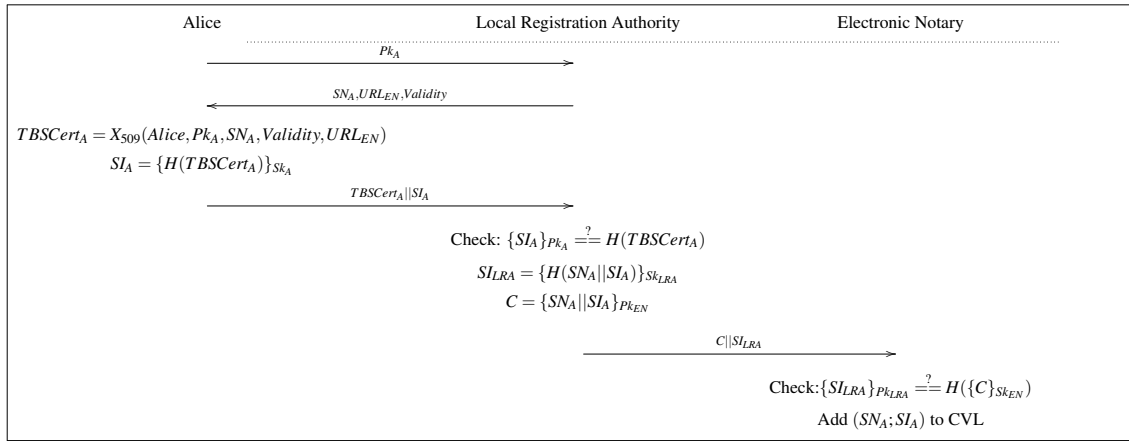 Alice Local Registration Authority Electronic Notary
Pk_A
SN_A,URL_EN,Validity
TBSCert_A = X_509(Alice,Pk_A,SN_A,Validity,URL_EN)
SI_A = {H(TBSCert_A)}_Sk_A
TBSCert_A||SI_A
Check: {SI_A}_Pk_A =?= H(TBSCert_A)
SI_LRA = {H(SN_A||SI_A)}_Sk_LRA
C = {SN_A||SI_A}_Pk_EN
C||SI_LRA
Check:{SI_LRA}_Pk_LRA =?= H({C}_Sk_EN)
Add (SN_A;SI_A) to CVL